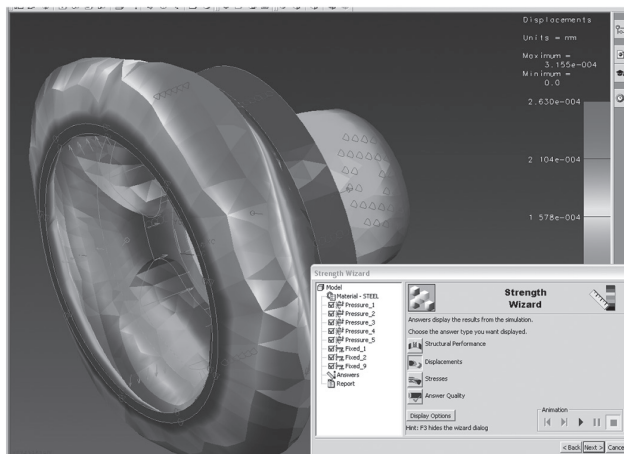 Displacements
Units = mm
Maximum =
3.155e-004
Minimum =
0.0
2.630e-004
2.104e-004
1.578e-004
Strength Wizard
Model
Material - STEEL
Pressure_1
Pressure_2
Pressure_3
Pressure_4
Pressure_5
Fixed_1
Fixed_2
Fixed_9
Answers
Report
Strength
Wizard
Answers display the results from the simulation.
Choose the answer type you want displayed.
Structural Performance
Displacements
Stresses
Answer Quality
Display Options
Hint: F3 hides the wizard dialog
Animation
< Back
Next >
Cance